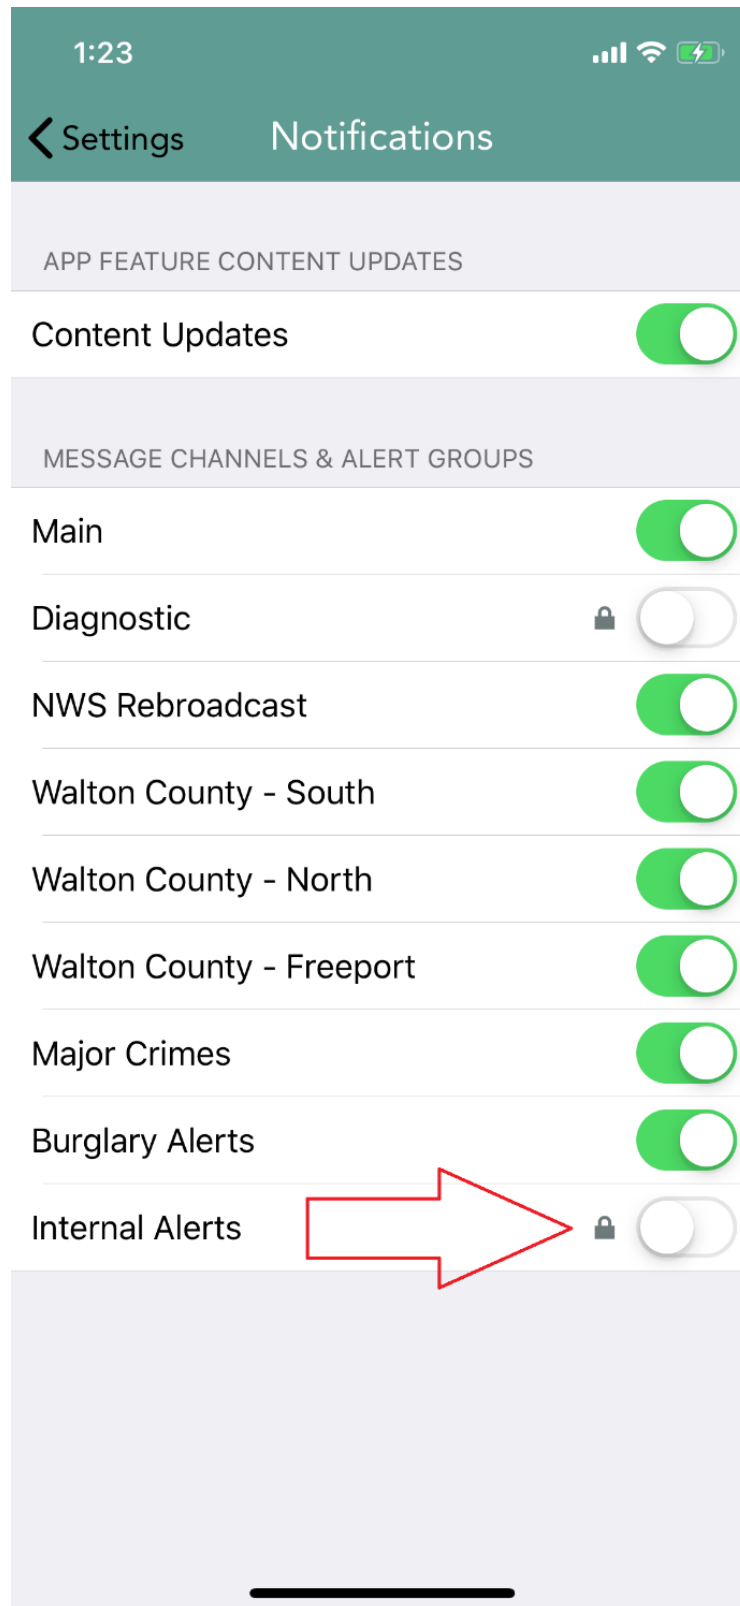 1:23
Settings Notifications
APP FEATURE CONTENT UPDATES
Content Updates
MESSAGE CHANNELS & ALERT GROUPS
Main
Diagnostic
NWS Rebroadcast
Walton County - South
Walton County - North
Walton County - Freeport
Major Crimes
Burglary Alerts
Internal Alerts